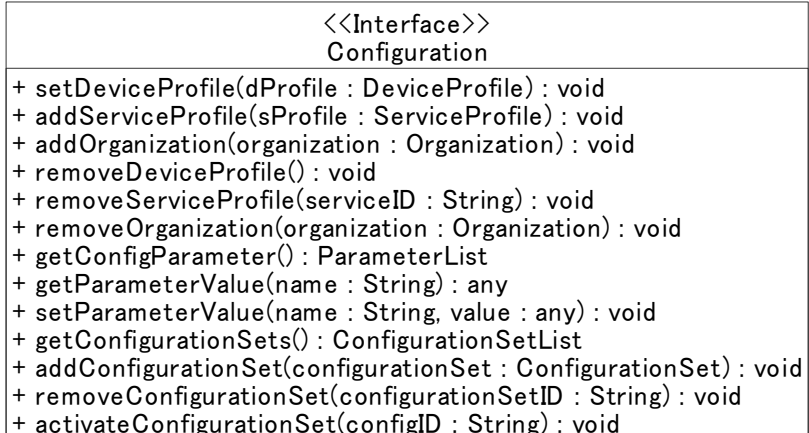 <<Interface>>
Configuration
+ setDeviceProfile(dProfile : DeviceProfile) : void
+ addServiceProfile(sProfile : ServiceProfile) : void
+ addOrganization(organization : Organization) : void
+ removeDeviceProfile() : void
+ removeServiceProfile(serviceID : String) : void
+ removeOrganization(organization : Organization) : void
+ getConfigParameter() : ParameterList
+ getParameterValue(name : String) : any
+ setParameterValue(name : String, value : any) : void
+ getConfigurationSets() : ConfigurationSetList
+ addConfigurationSet(configurationSet : ConfigurationSet) : void
+ removeConfigurationSet(configurationSetID : String) : void
+ activateConfigurationSet(configID : String) : void